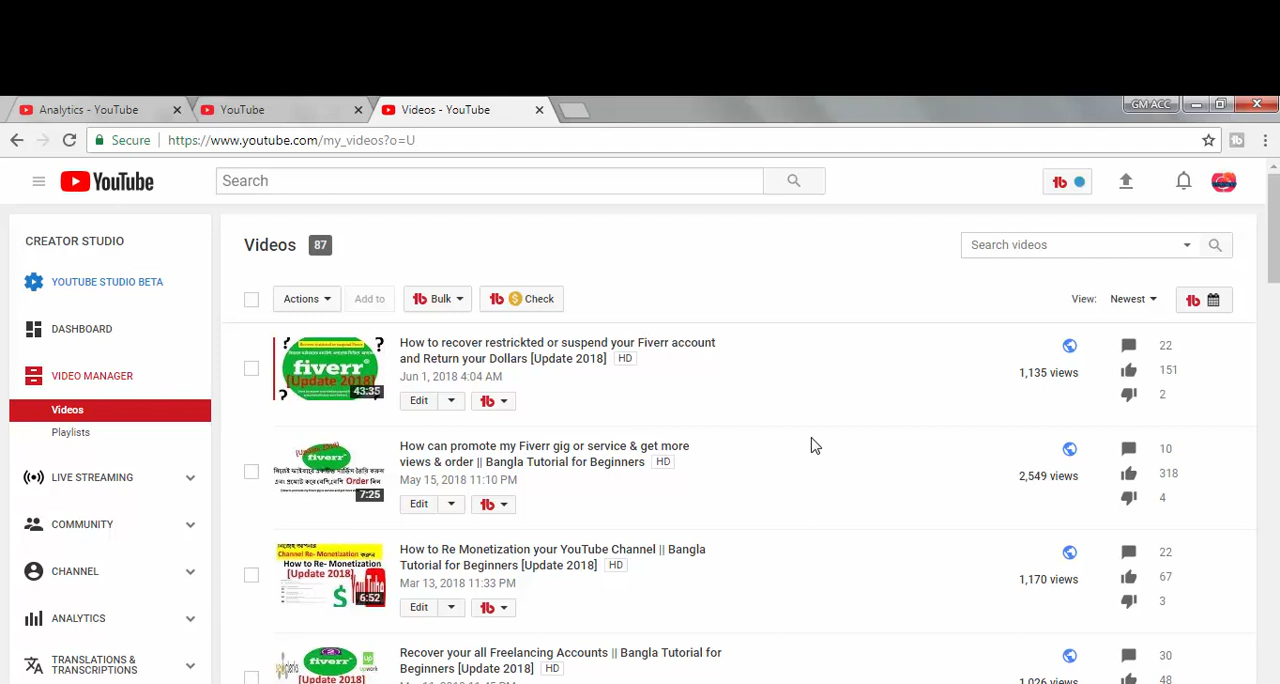 Analytics - YouTube
YouTube
Videos - YouTube
GM ACC
Secure
https://www.youtube.com/my_videos?o=U
YouTube
Search
CREATOR STUDIO
YOUTUBE STUDIO BETA
DASHBOARD
VIDEO MANAGER
Videos
Playlists
LIVE STREAMING
COMMUNITY
CHANNEL
ANALYTICS
TRANSLATIONS &
TRANSCRIPTIONS
Videos 87
Search videos
Actions
Add to
Bulk
Check
View: Newest
fiverr
[Update 2018]
43:35
How to recover restrickted or suspend your Fiverr account
and Return your Dollars [Update 2018] HD
Jun 1, 2018 4:04 AM
Edit
1,135 views
22
151
2
fiverr
Order
7:25
How can promote my Fiverr gig or service & get more
views & order || Bangla Tutorial for Beginners HD
May 15, 2018 11:10 PM
Edit
2,549 views
10
318
4
Channel Re-Monetization
How to Re- Monetization
[Update 2018]
6:52
How to Re Monetization your YouTube Channel || Bangla
Tutorial for Beginners [Update 2018] HD
Mar 13, 2018 11:33 PM
Edit
1,170 views
22
67
3
fiverr
[Update 2018]
Recover your all Freelancing Accounts || Bangla Tutorial for
Beginners [Update 2018] HD
1,026 views
30
48